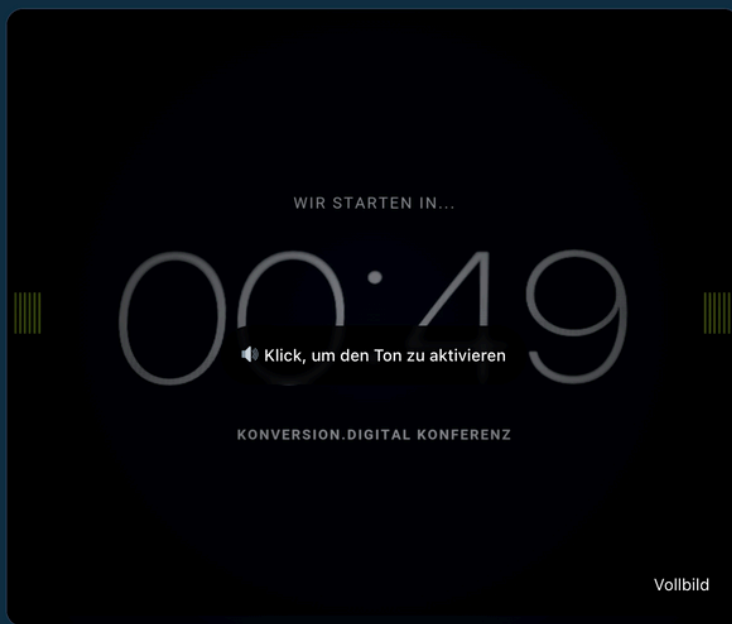 WIR STARTEN IN...
00:49
🔊 Klick, um den Ton zu aktivieren
KONVERSION.DIGITAL KONFERENZ
Vollbild